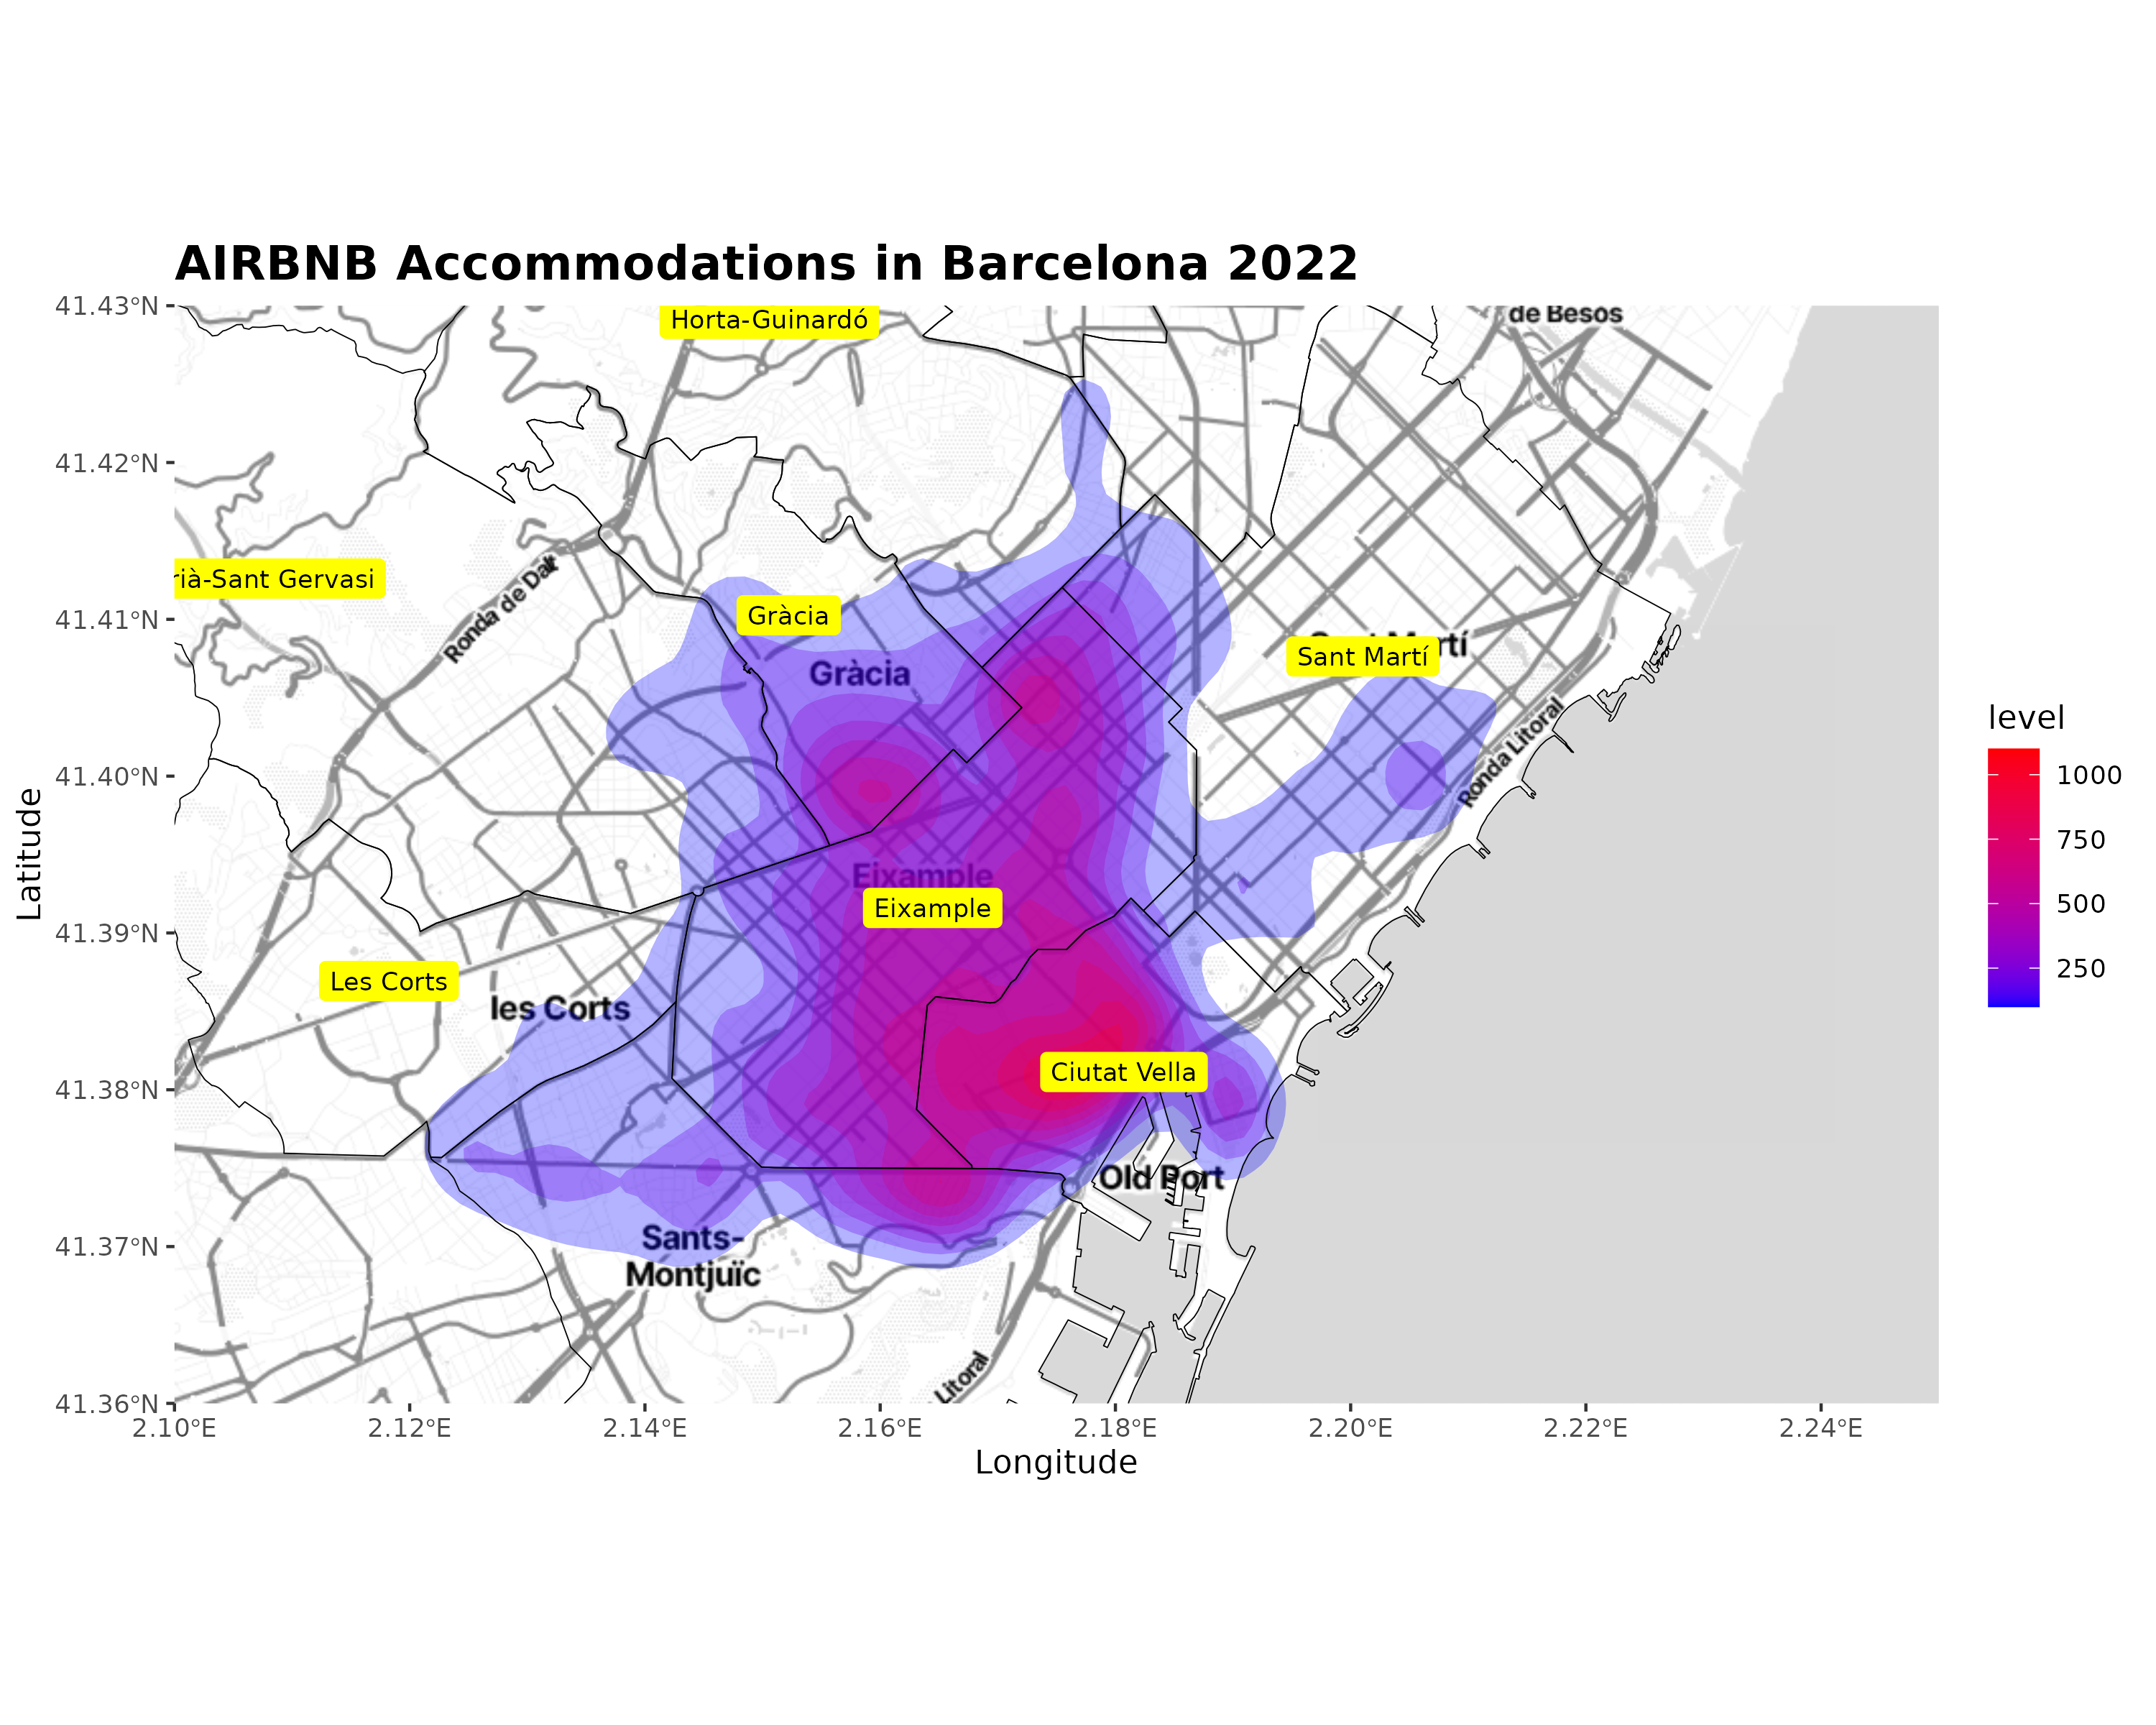 AIRBNB Accommodations in Barcelona 2022
41.43°N
41.42°N
41.41°N
41.40°N
41.39°N
41.38°N
41.37°N
41.36°N
Latitude
2.10°E
2.12°E
2.14°E
2.16°E
2.18°E
2.20°E
2.22°E
2.24°E
Longitude
Horta-Guinardó
de Besòs
rià-Sant Gervasi
Ronda de Dalt
Gràcia
Gràcia
Sant Martí
rtí
Ronda Litoral
Eixample
Eixample
Les Corts
les Corts
Ciutat Vella
Old Port
Sants-
Montjuïc
Litoral
level
1000
750
500
250